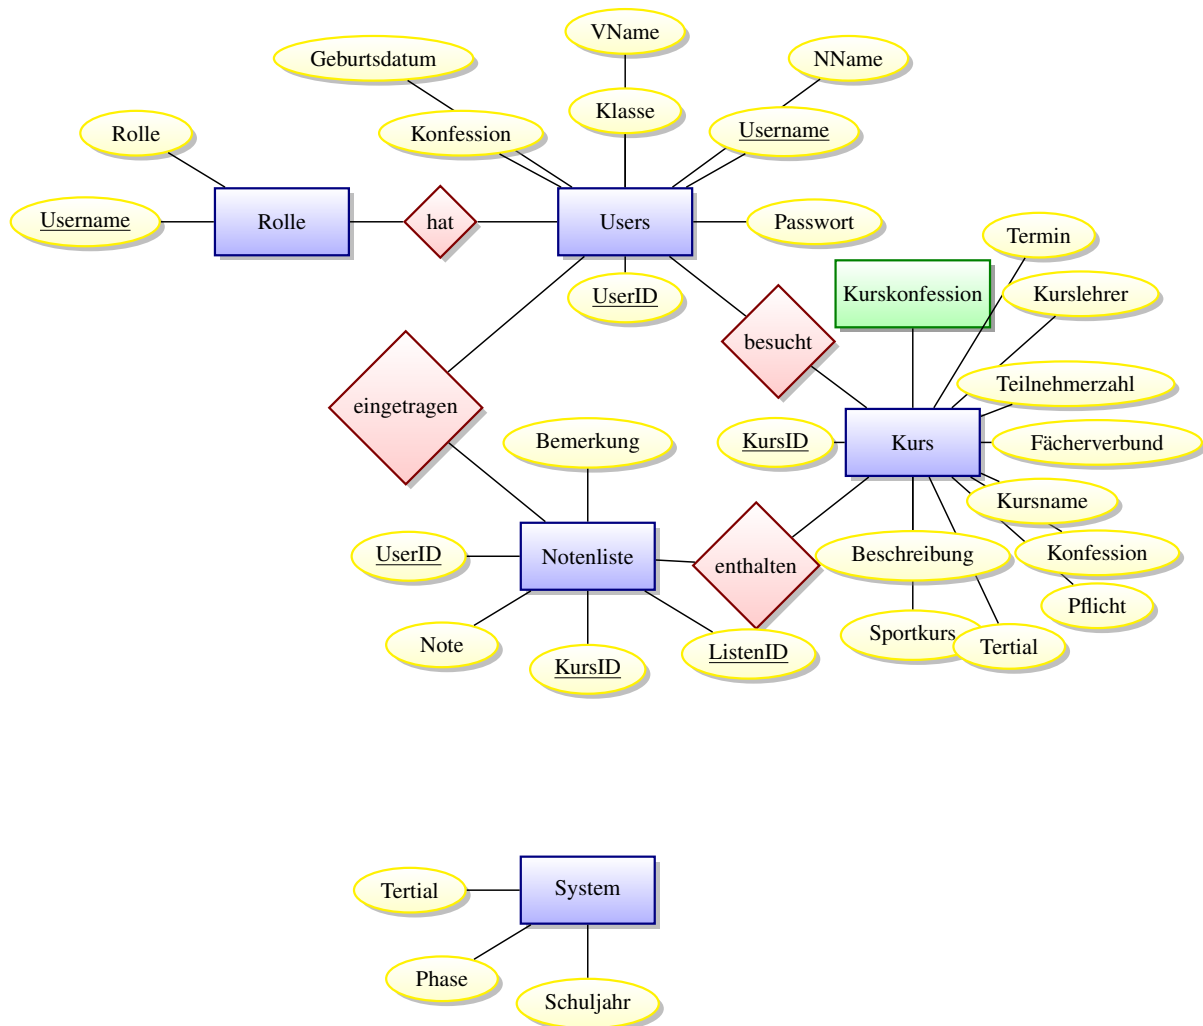 VName
NName
Geburtsdatum
Klasse
Rolle
Konfession
Username
Username
Rolle
hat
Users
Passwort
Termin
UserID
Kurskonfession
Kurslehrer
besucht
Teilnehmerzahl
eingetragen
Bemerkung
KursID
Kurs
Fächerverbund
Kursname
UserID
Notenliste
enthalten
Beschreibung
Konfession
Pflicht
Note
KursID
ListenID
Sportkurs
Tertial
Tertial
System
Phase
Schuljahr